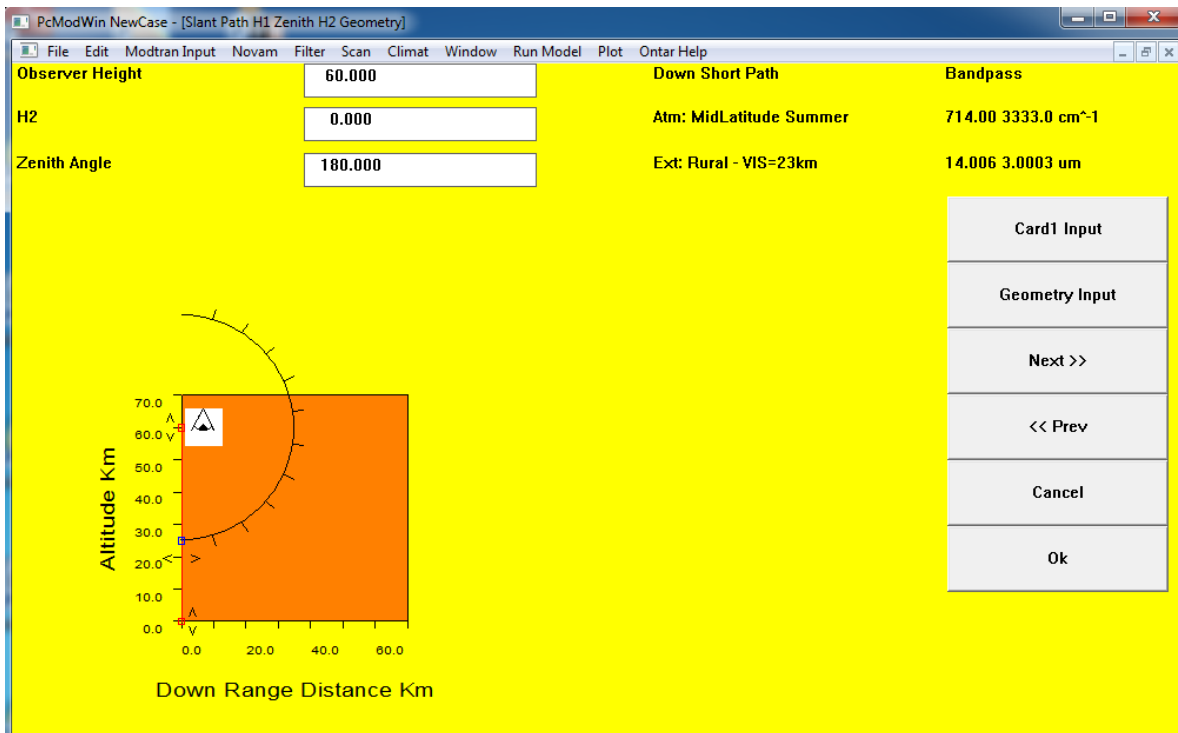 PcModWin NewCase - [Slant Path H1 Zenith H2 Geometry]
File Edit Modtran Input Novam Filter Scan Climat Window Run Model Plot Ontar Help
Observer Height 60.000 Down Short Path Bandpass
H2 0.000 Atm: MidLatitude Summer 714.00 3333.0 cm^-1
Zenith Angle 180.000 Ext: Rural - VIS=23km 14.006 3.0003 um
Card1 Input
Geometry Input
Next >>
<< Prev
Cancel
Ok
Altitude Km
70.0
60.0
50.0
40.0
30.0
20.0
10.0
0.0
0.0 20.0 40.0 60.0
Down Range Distance Km